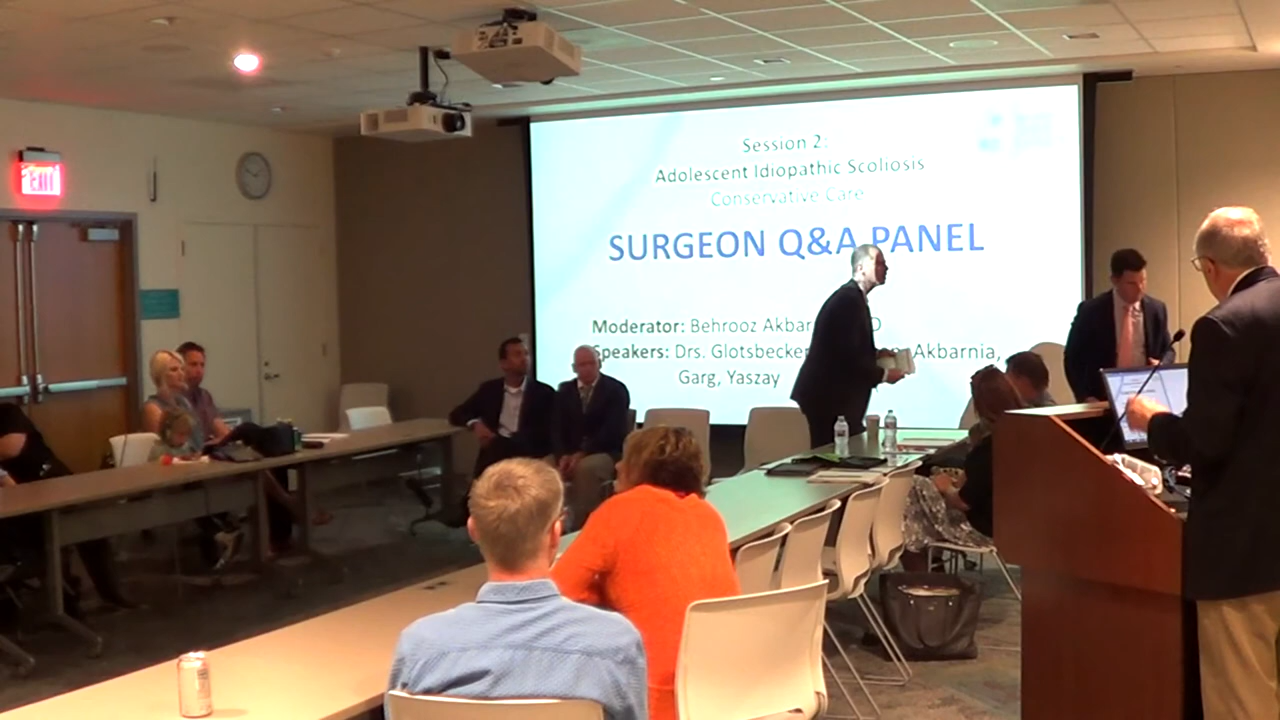 Session 2:
Adolescent Idiopathic Scoliosis
Conservative Care
SURGEON Q&A PANEL
Moderator: Behrooz Akbar
Speakers: Drs. Glotsbecker, Akbarnia,
Garg, Yaszay
EXIT